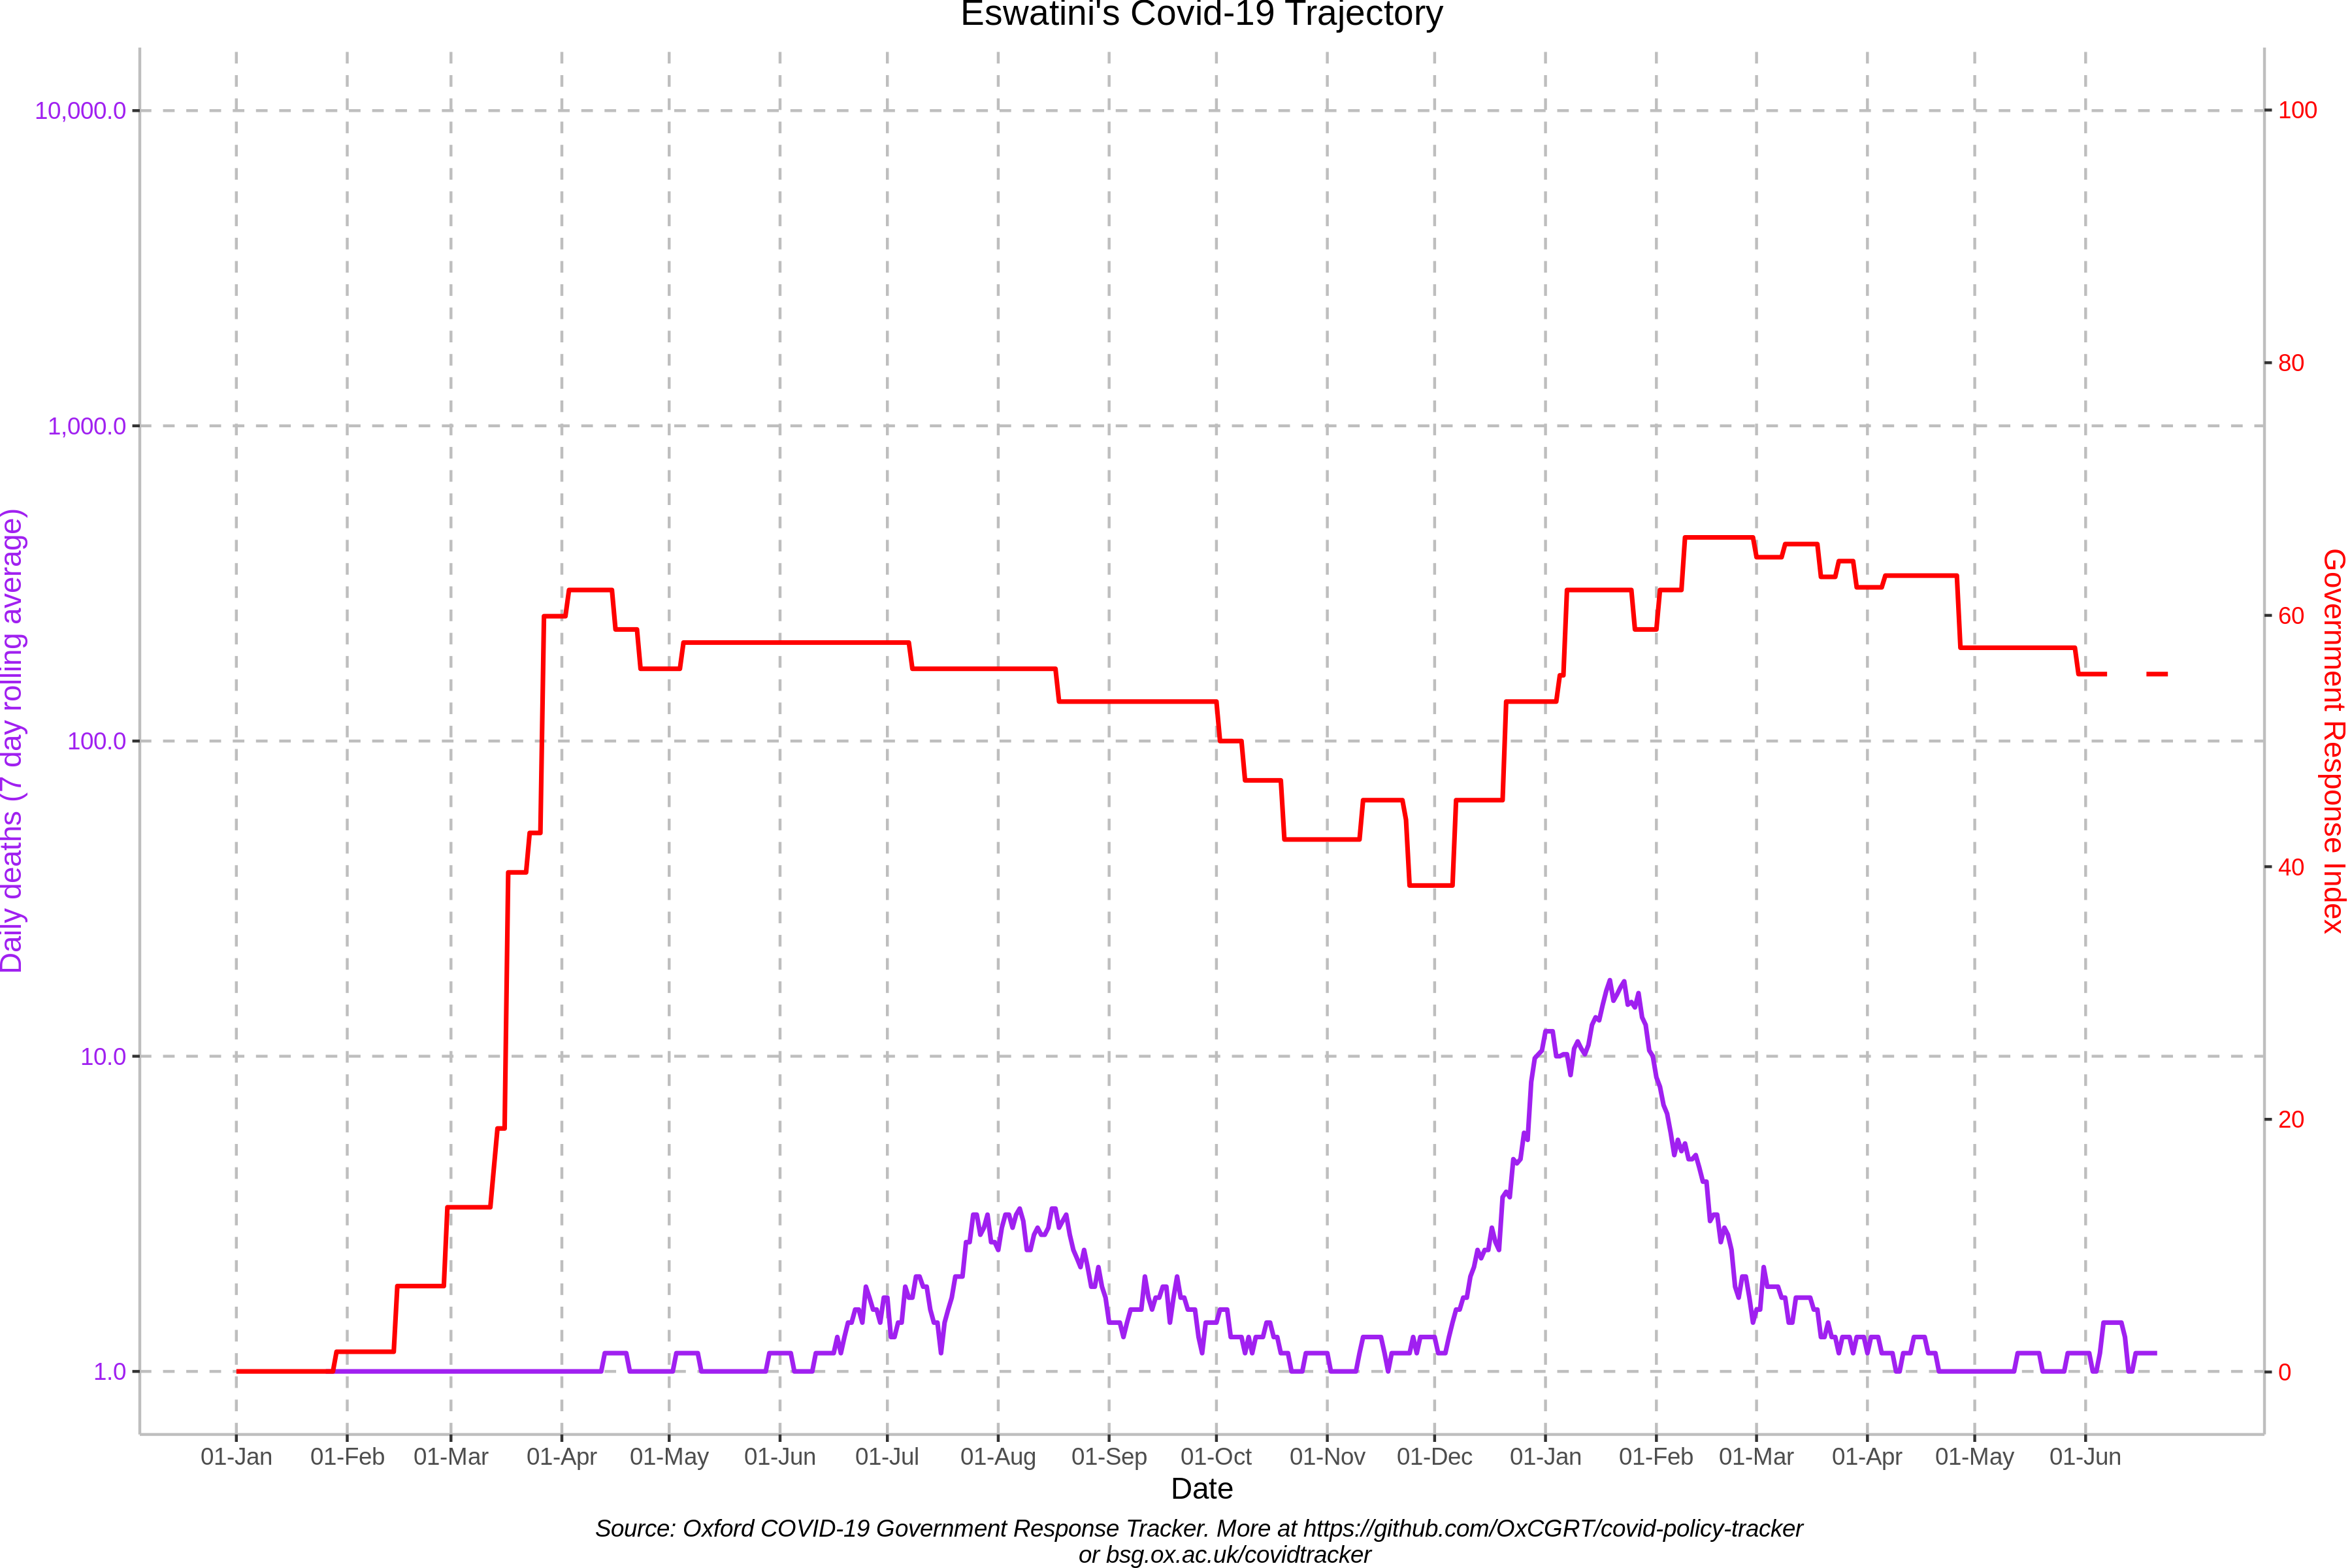 Eswatini's Covid-19 Trajectory
10,000.0
1,000.0
100.0
10.0
1.0
Daily deaths (7 day rolling average)
100
80
60
40
20
0
Government Response Index
01-Jan 01-Feb 01-Mar 01-Apr 01-May 01-Jun 01-Jul 01-Aug 01-Sep 01-Oct 01-Nov 01-Dec 01-Jan 01-Feb 01-Mar 01-Apr 01-May 01-Jun
Date
Source: Oxford COVID-19 Government Response Tracker. More at https://github.com/OxCGRT/covid-policy-tracker
or bsg.ox.ac.uk/covidtracker